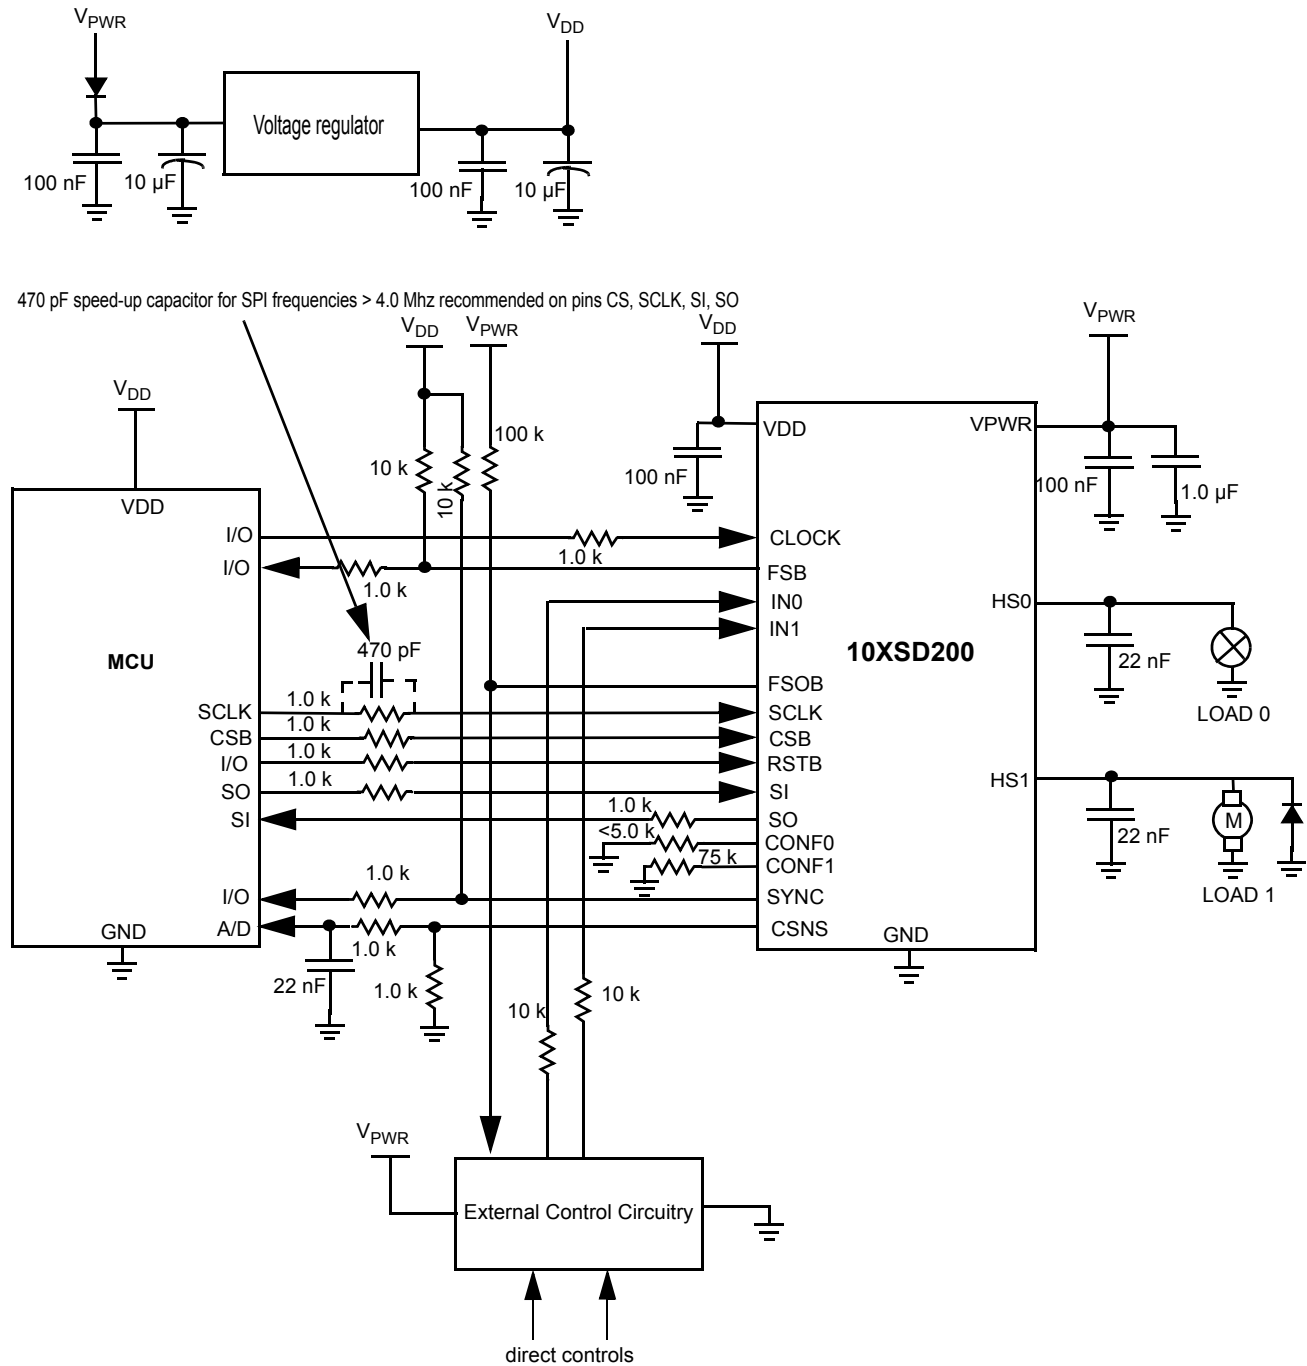 VPWR
VDD
Voltage regulator
100 nF
10 µF
100 nF
10 µF
470 pF speed-up capacitor for SPI frequencies > 4.0 Mhz recommended on pins CS, SCLK, SI, SO
VDD
VPWR
VDD
VPWR
VDD
100 k
VDD
VPWR
10 k
10 k
100 nF
100 nF
1.0 µF
VDD
I/O
1.0 k
CLOCK
I/O
1.0 k
FSB
IN0
HS0
IN1
470 pF
MCU
10XSD200
22 nF
FSOB
1.0 k
SCLK
SCLK
LOAD 0
1.0 k
CSB
CSB
1.0 k
I/O
RSTB
HS1
1.0 k
SO
SI
1.0 k
SI
SO
M
22 nF
<5.0 k
CONF0
75 k
CONF1
1.0 k
I/O
SYNC
LOAD 1
GND
A/D
1.0 k
CSNS
GND
22 nF
1.0 k
10 k
10 k
VPWR
External Control Circuitry
direct controls